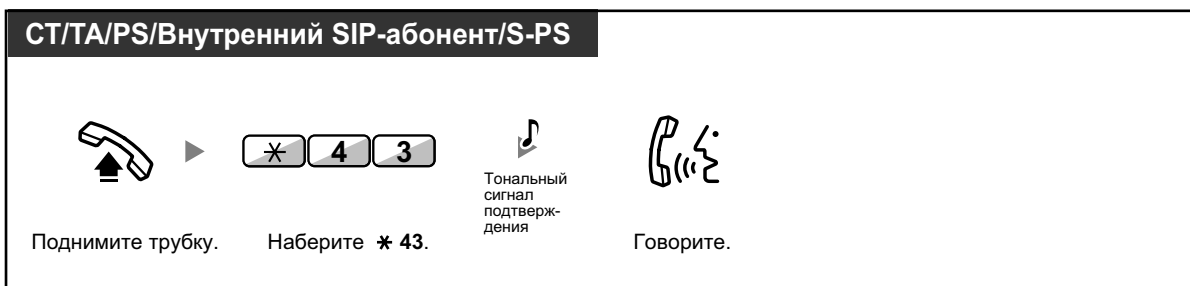 СТ/ТА/PS/Внутренний SIP-абонент/S-PS
* 4 3
Тональный
сигнал
подтверж-
дения
Поднимите трубку.
Наберите * 43.
Говорите.